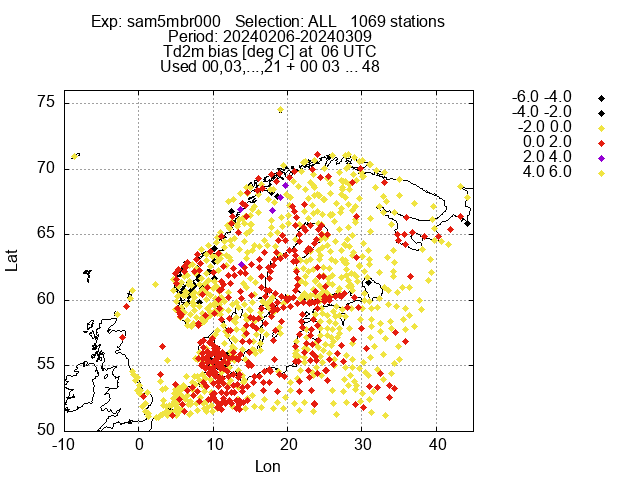 Exp: sam5mbr000   Selection: ALL   1069 stations
Period: 20240206-20240309
Td2m bias [deg C] at  06 UTC
Used 00,03,...,21 + 00 03 ... 48
-6.0 -4.0
-4.0 -2.0
-2.0 0.0
0.0 2.0
2.0 4.0
4.0 6.0
75
70
65
60
55
50
Lat
-10 0 10 20 30 40
Lon